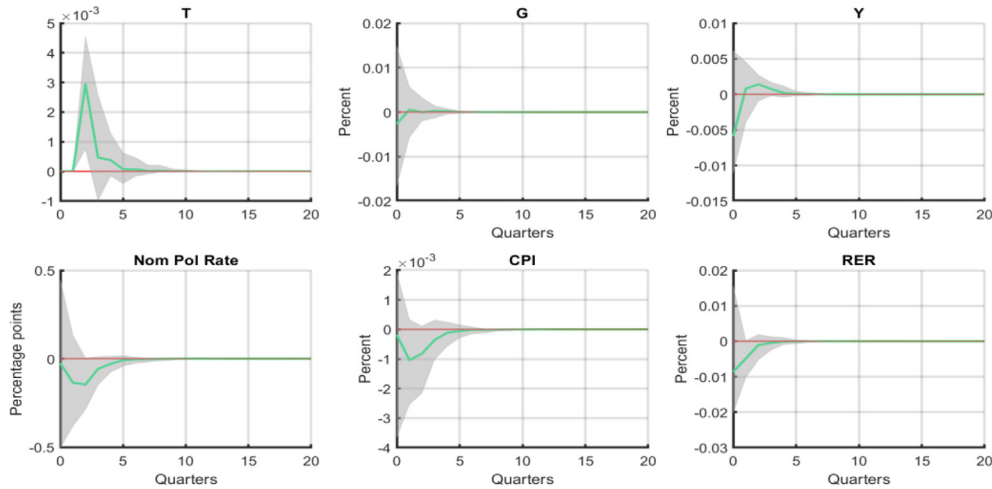 T
×10⁻³
5
4
3
2
1
0
-1
0 5 10 15 20
G
Percent
0.02
0.01
0
-0.01
-0.02
0 5 10 15 20
Quarters
Y
Percent
0.01
0.005
0
-0.005
-0.01
-0.015
0 5 10 15 20
Quarters
Nom Pol Rate
Percentage points
0.5
0
-0.5
0 5 10 15 20
Quarters
CPI
×10⁻³
Percent
2
1
0
-1
-2
-3
-4
0 5 10 15 20
Quarters
RER
Percent
0.02
0.01
0
-0.01
-0.02
-0.03
0 5 10 15 20
Quarters